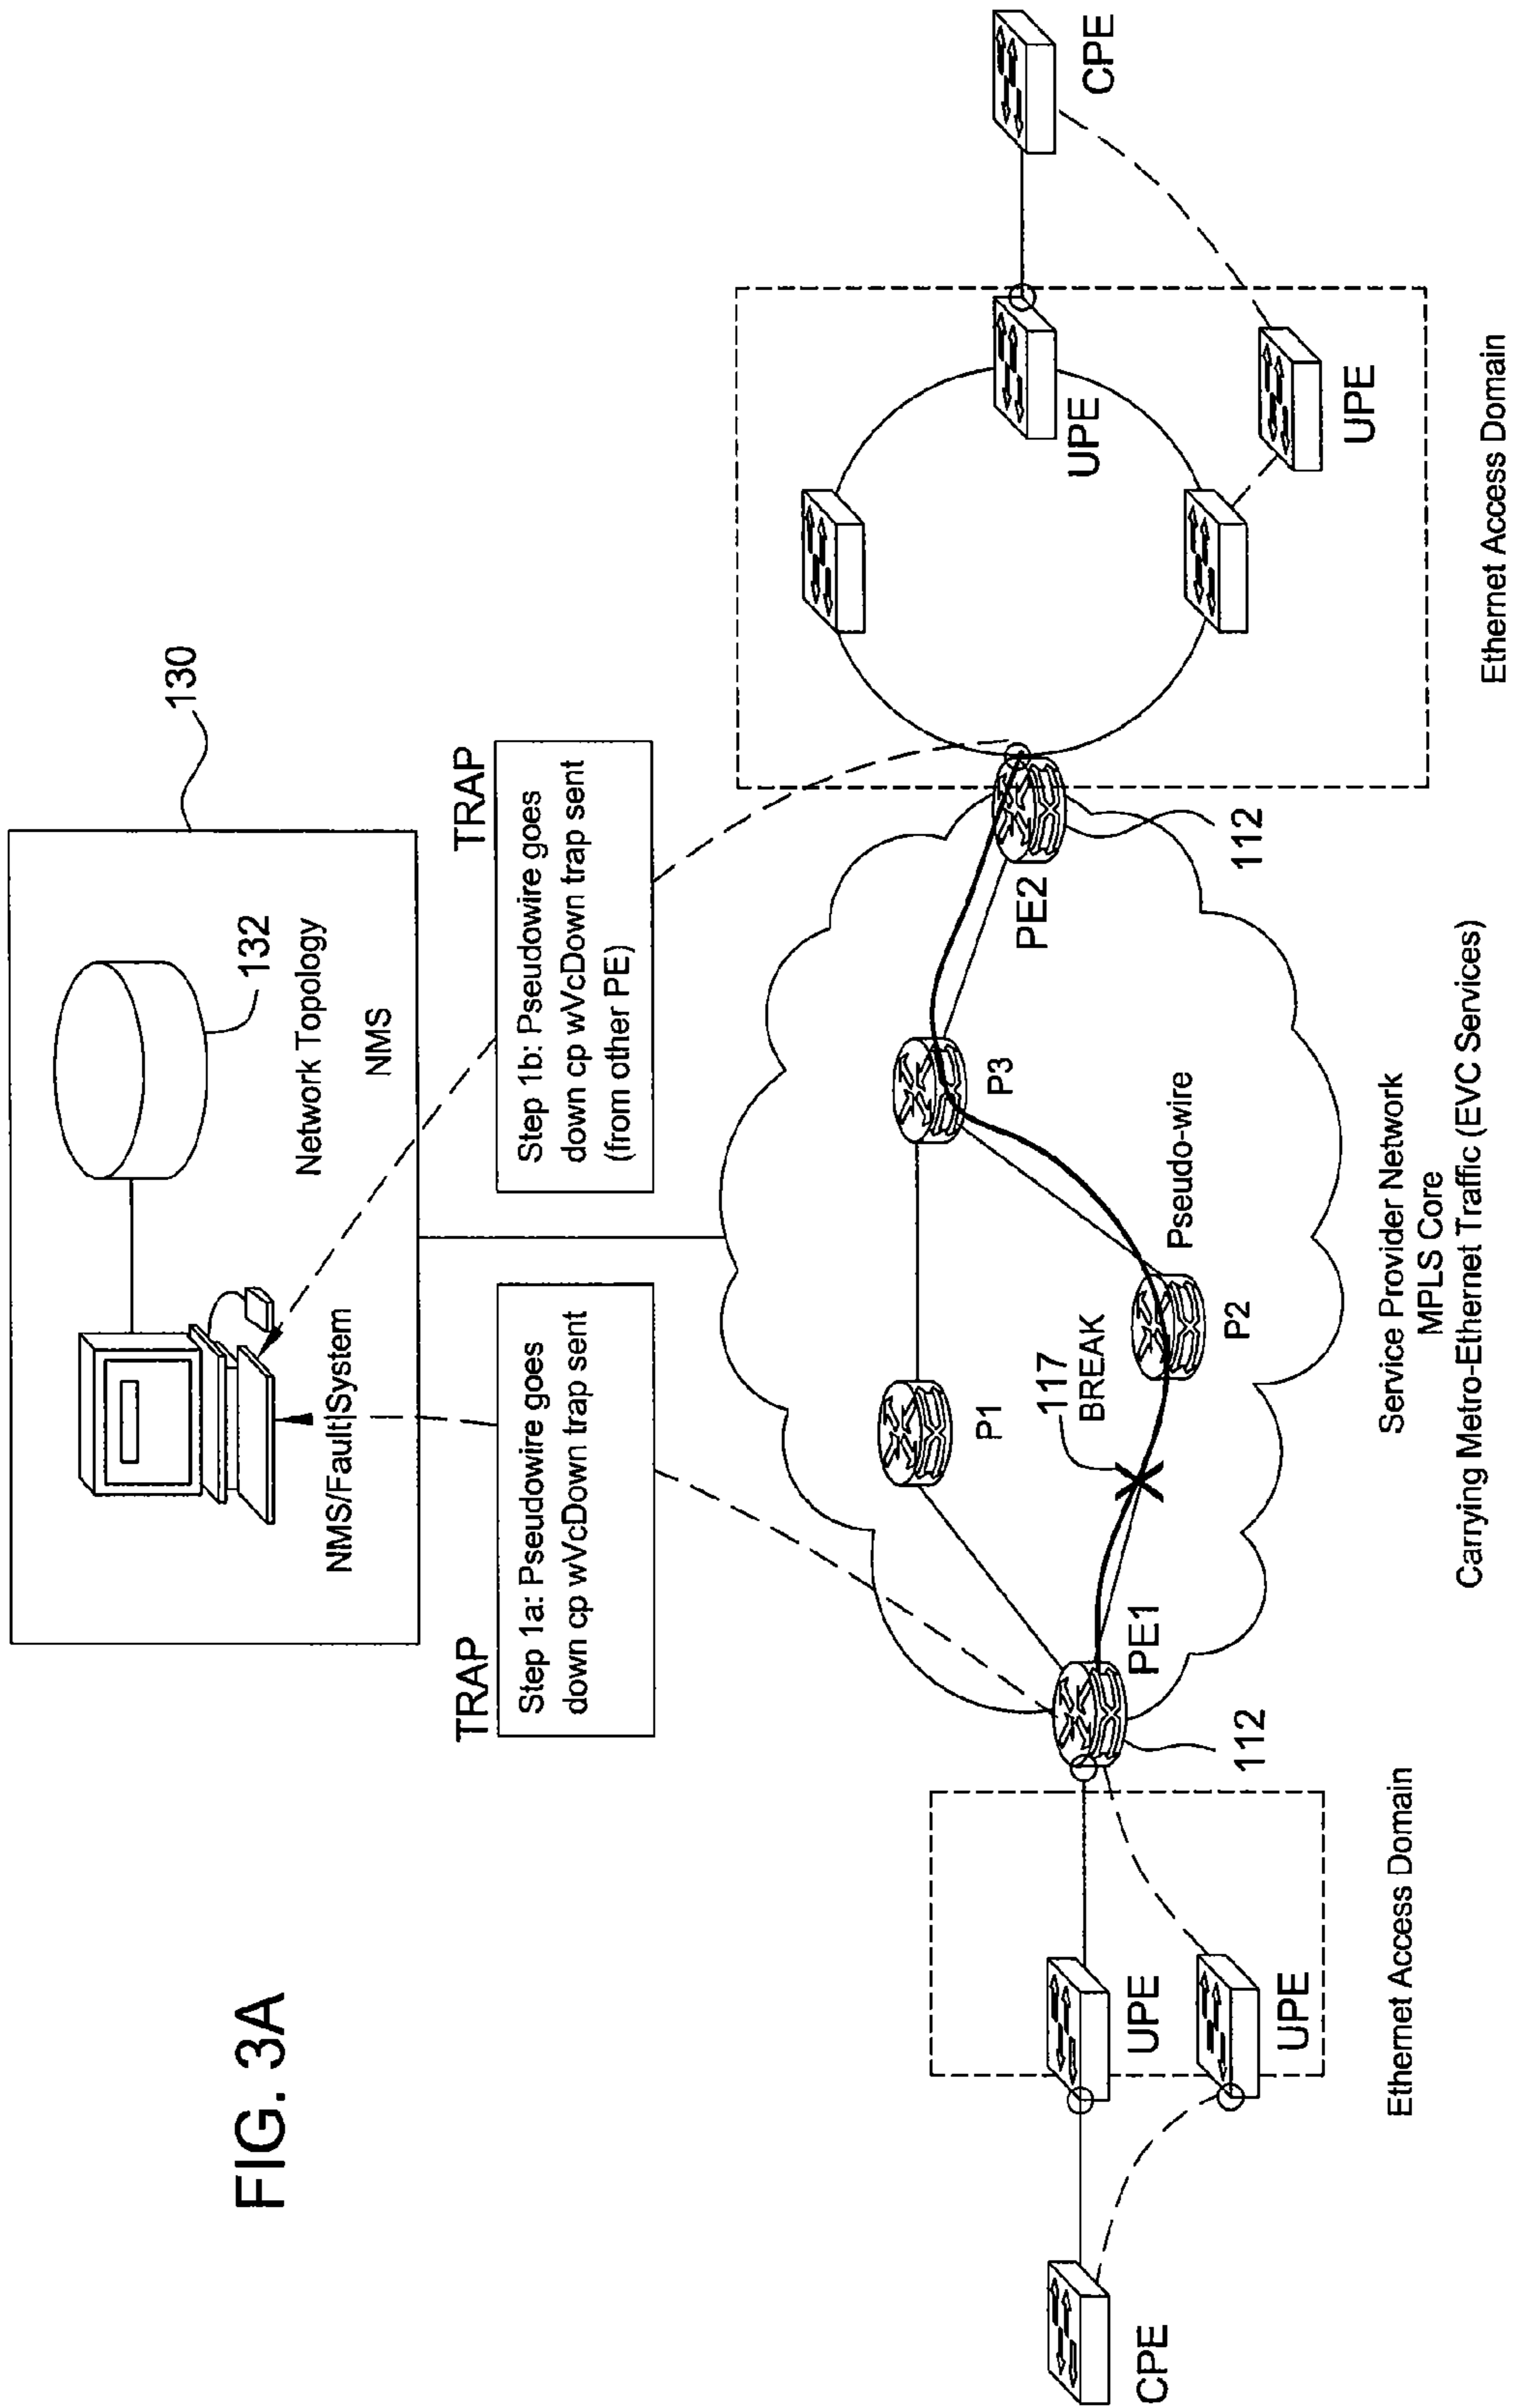 FIG. 3A
130
132
Network Topology
NMS
NMS/Fault System
TRAP
Step 1a: Pseudowire goes
down cp wVcDown trap sent
TRAP
Step 1b: Pseudowire goes
down cp wVcDown trap sent
(from other PE)
CPE
UPE
UPE
Ethernet Access Domain
112
PE1
P1
117
BREAK
P2
Pseudo-wire
P3
PE2
112
Service Provider Network
MPLS Core
Carrying Metro-Ethernet Traffic (EVC Services)
UPE
UPE
CPE
Ethernet Access Domain